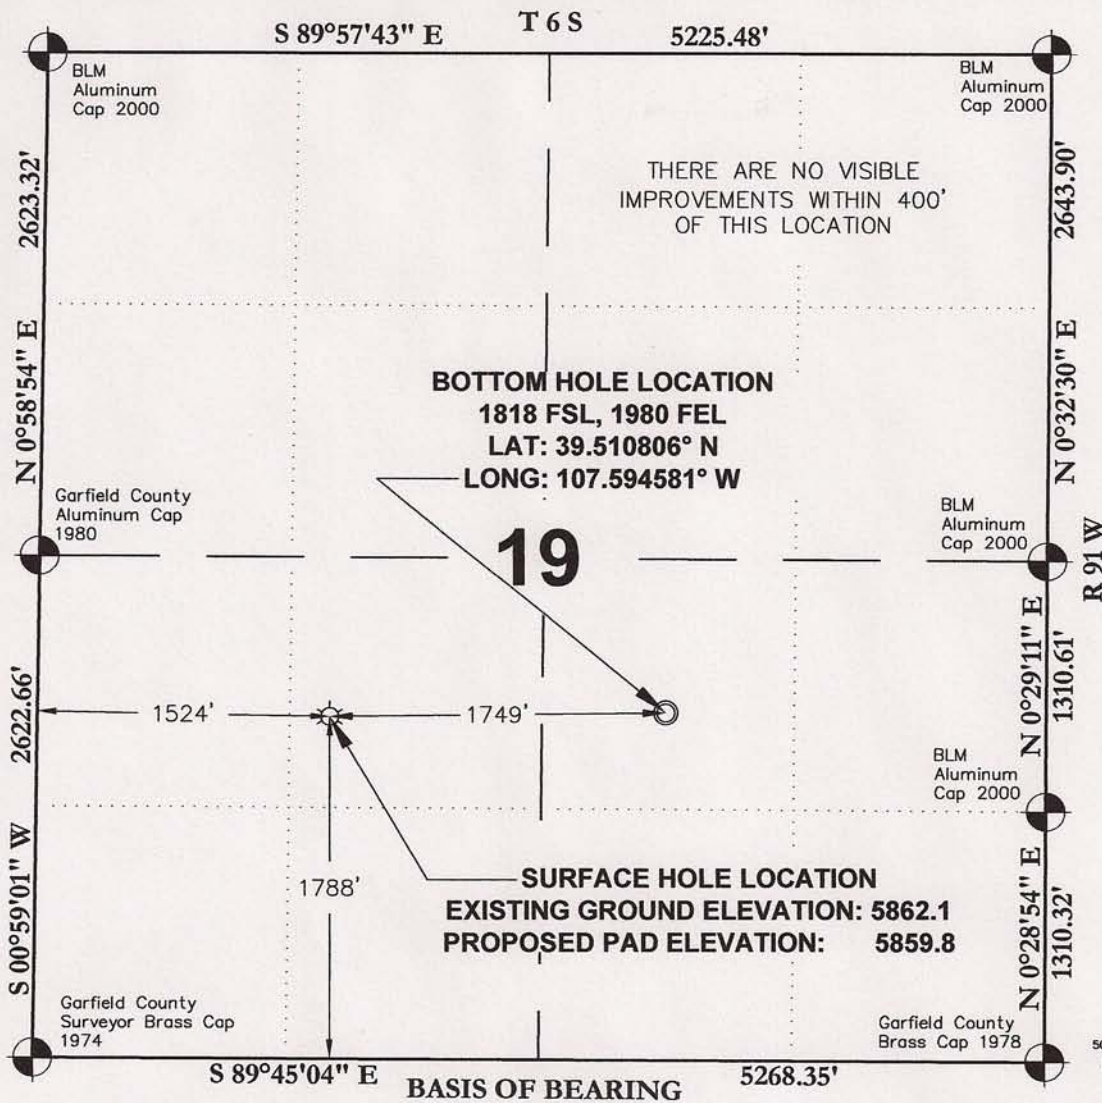 T 6 S
S 89°57'43" E
5225.48'
BLM
Aluminum
Cap 2000
BLM
Aluminum
Cap 2000
2623.32'
2643.90'
THERE ARE NO VISIBLE
IMPROVEMENTS WITHIN 400'
OF THIS LOCATION
N 0°58'54" E
N 0°32'30" E
BOTTOM HOLE LOCATION
1818 FSL, 1980 FEL
LAT: 39.510806° N
LONG: 107.594581° W
Garfield County
Aluminum Cap
1980
BLM
Aluminum
Cap 2000
19
R 91 W
2622.66'
N 0°29'11" E
1310.61'
1524'
1749'
BLM
Aluminum
Cap 2000
1788'
SURFACE HOLE LOCATION
EXISTING GROUND ELEVATION: 5862.1
PROPOSED PAD ELEVATION: 5859.8
S 00°59'01" W
N 0°28'54" E
1310.32'
Garfield County
Surveyor Brass Cap
1974
Garfield County
Brass Cap 1978
S 89°45'04" E
BASIS OF BEARING
5268.35'